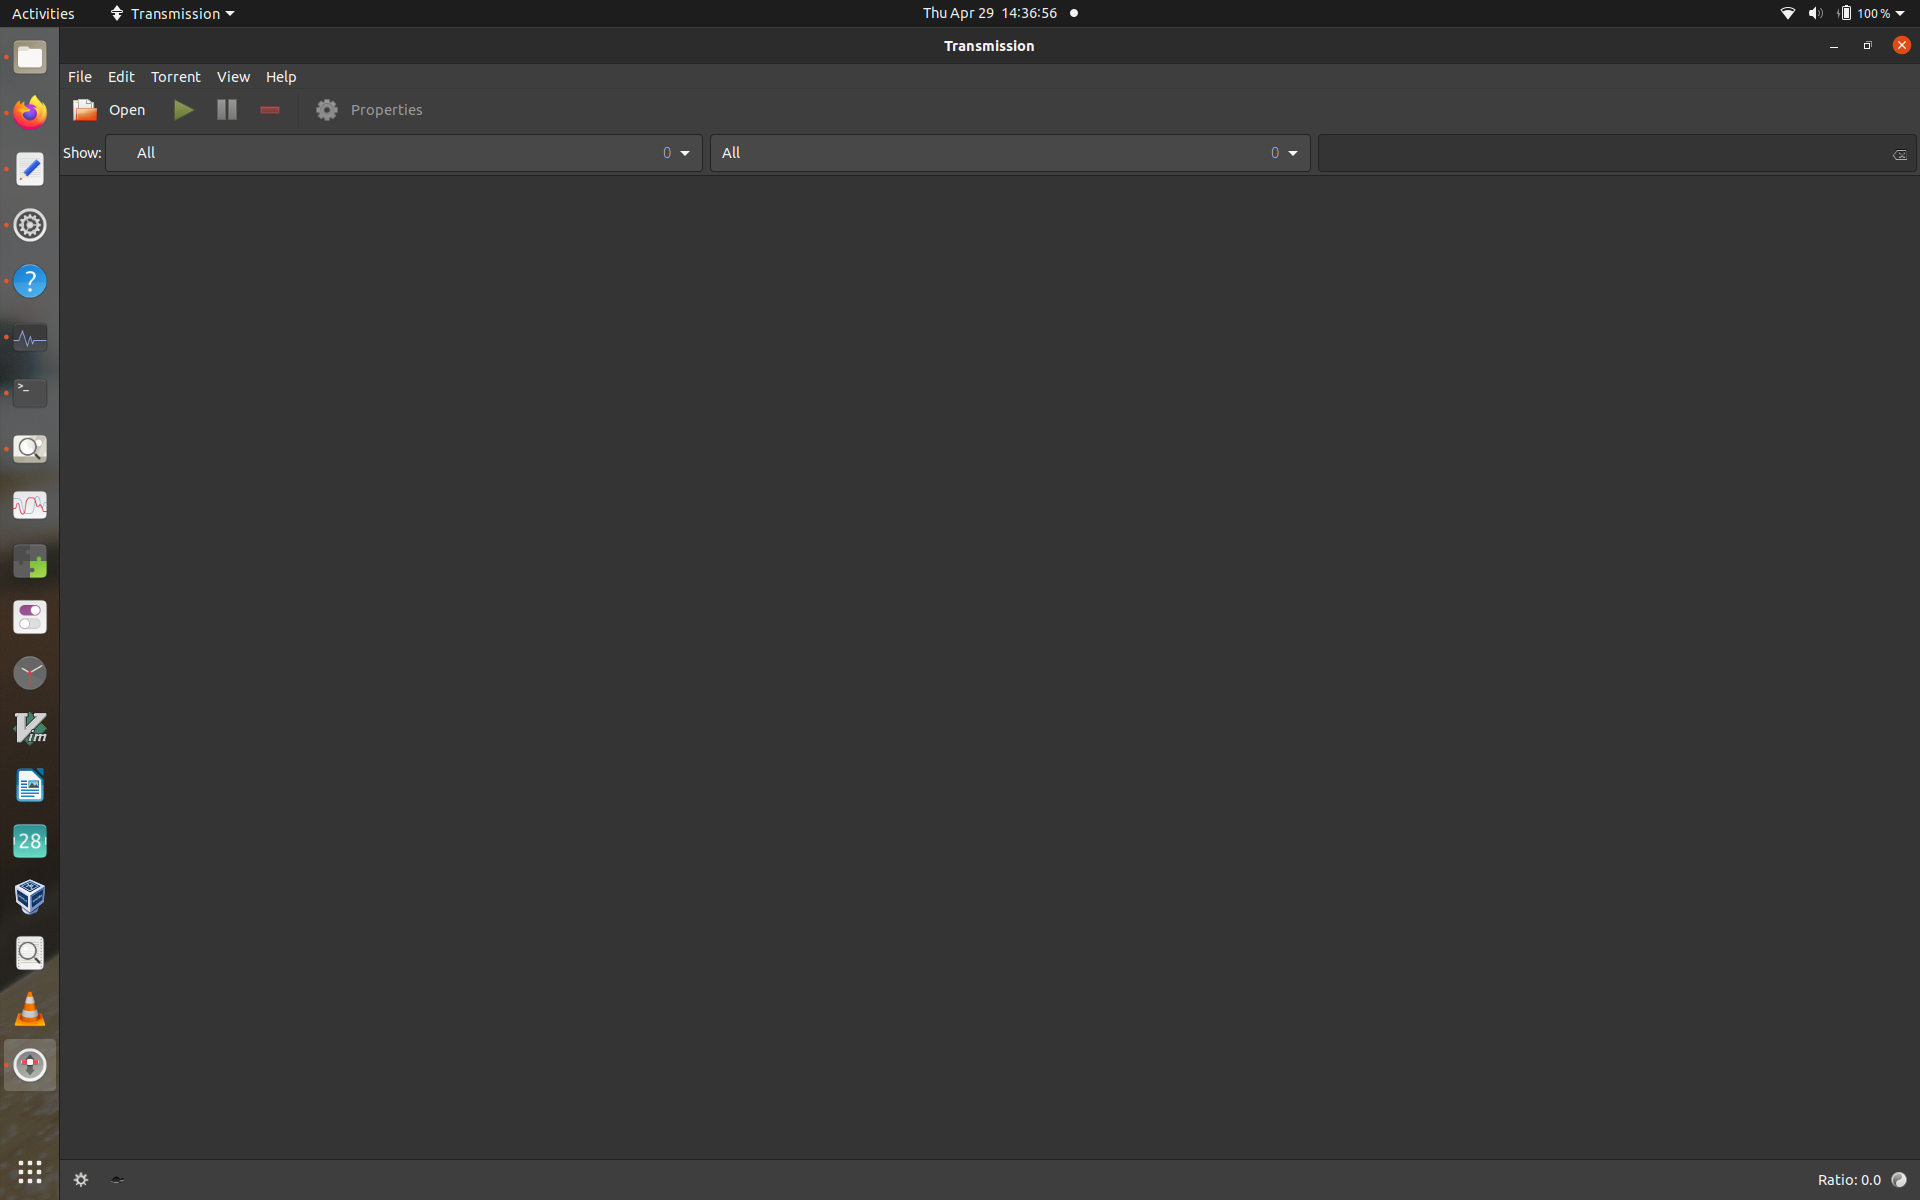 Activities Transmission Thu Apr 29 14:36:56 100 %
Transmission
File Edit Torrent View Help
Open Properties
Show: All 0 All 0
>_
Vim
28
Ratio: 0.0